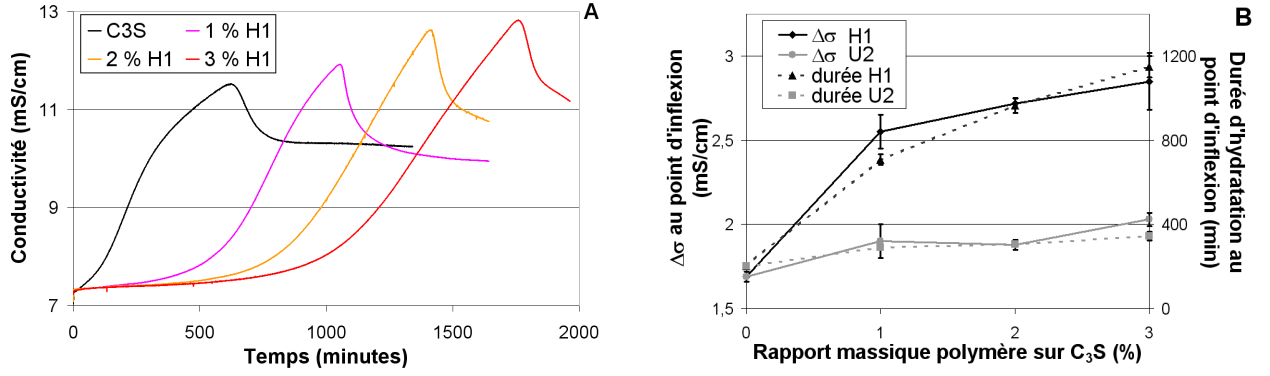 A
C3S
1 % H1
2 % H1
3 % H1
Conductivité (mS/cm)
13
11
9
7
0
500
1000
1500
2000
Temps (minutes)
B
Δσ H1
Δσ U2
durée H1
durée U2
Δσ au point d'inflexion
(mS/cm)
3
2,5
2
1,5
1200
800
400
0
Durée d'hydratation au
point d'inflexion (min)
0
1
2
3
Rapport massique polymère sur C₃S (%)